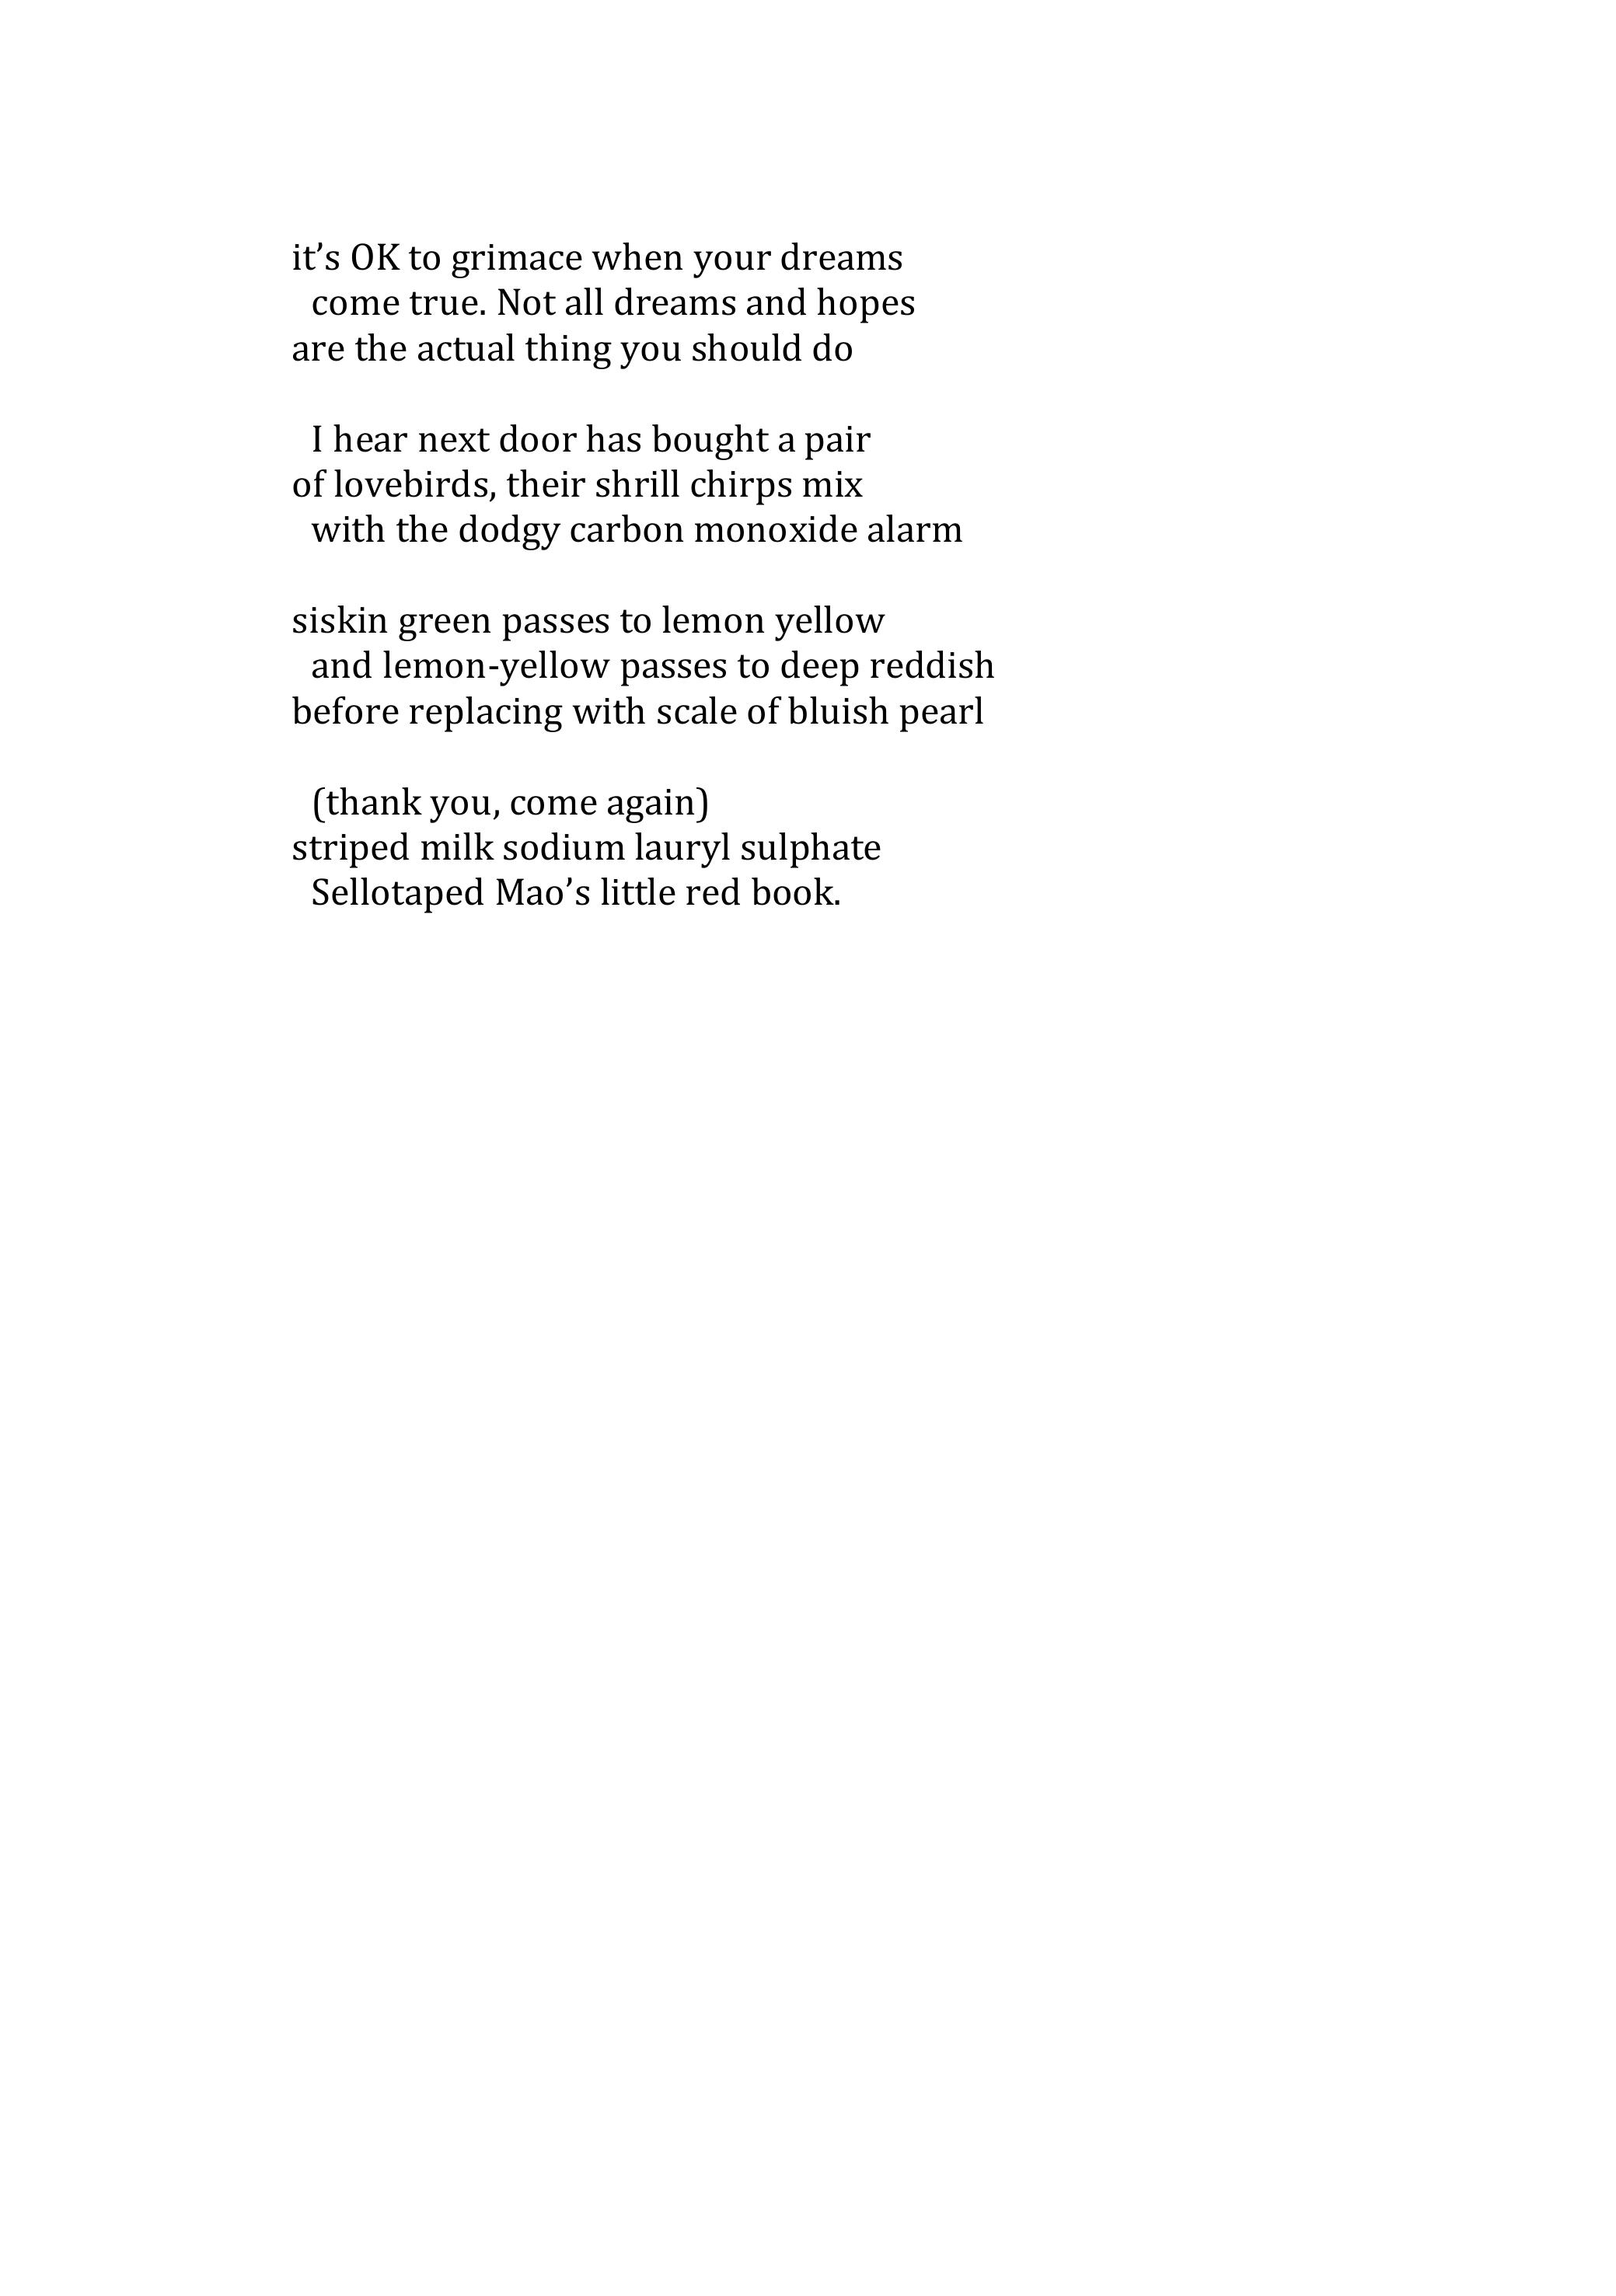 it’s OK to grimace when your dreams
come true. Not all dreams and hopes
are the actual thing you should do
I hear next door has bought a pair
of lovebirds, their shrill chirps mix
with the dodgy carbon monoxide alarm
siskin green passes to lemon yellow
and lemon-yellow passes to deep reddish
before replacing with scale of bluish pearl
(thank you, come again)
striped milk sodium lauryl sulphate
Sellotaped Mao’s little red book.